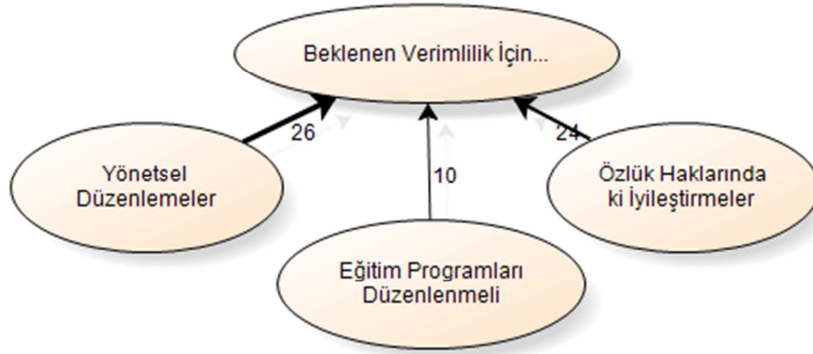 Beklenen Verimlilik İçin...
26
24
Yönetsel
Düzenlemeler
10
Özlük Haklarında
ki İyileştirmeler
Eğitim Programları
Düzenlenmeli